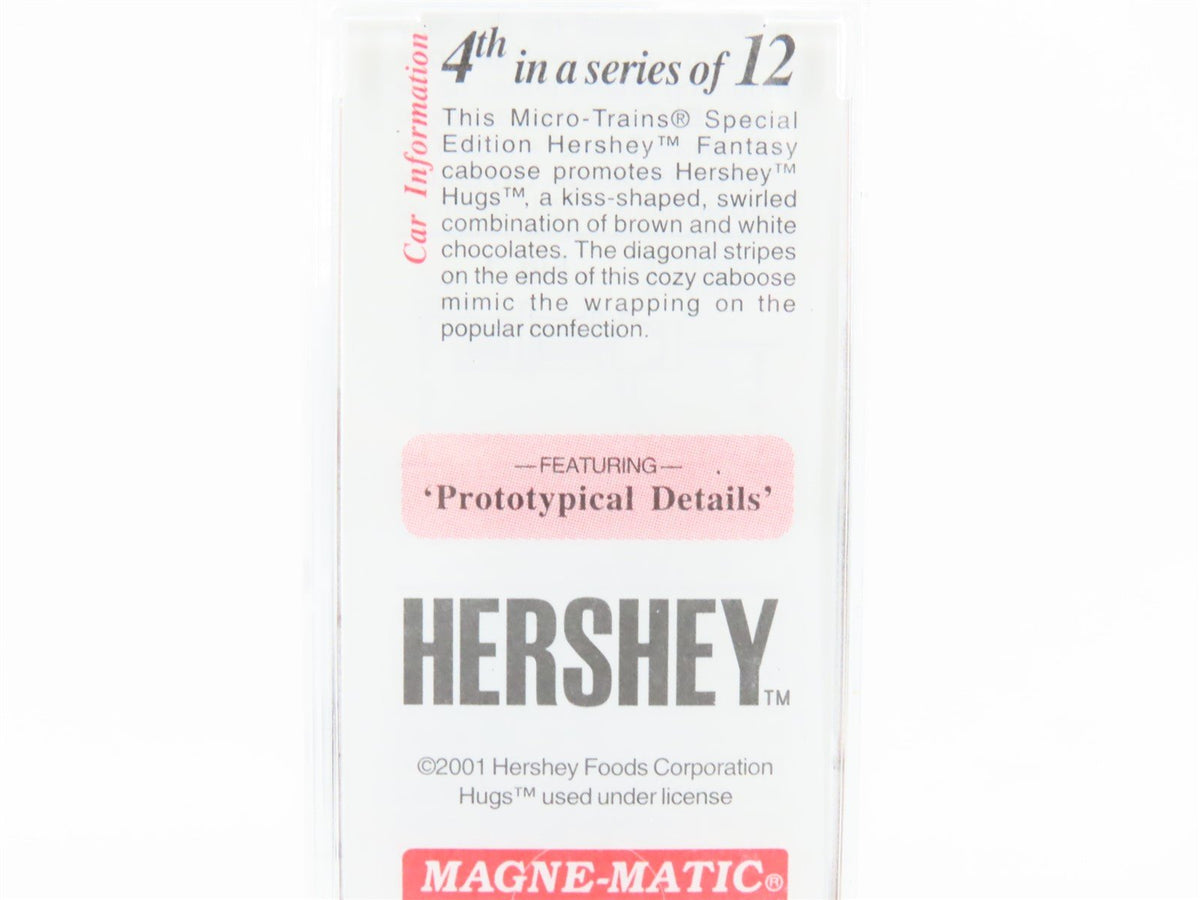 4th in a series of 12
Car Information
This Micro-Trains® Special
Edition Hershey™ Fantasy
caboose promotes Hershey™
Hugs™, a kiss-shaped, swirled
combination of brown and white
chocolates. The diagonal stripes
on the ends of this cozy caboose
mimic the wrapping on the
popular confection.
—FEATURING—
‘Prototypical Details’
HERSHEY™
©2001 Hershey Foods Corporation
Hugs™ used under license
MAGNE-MATIC®